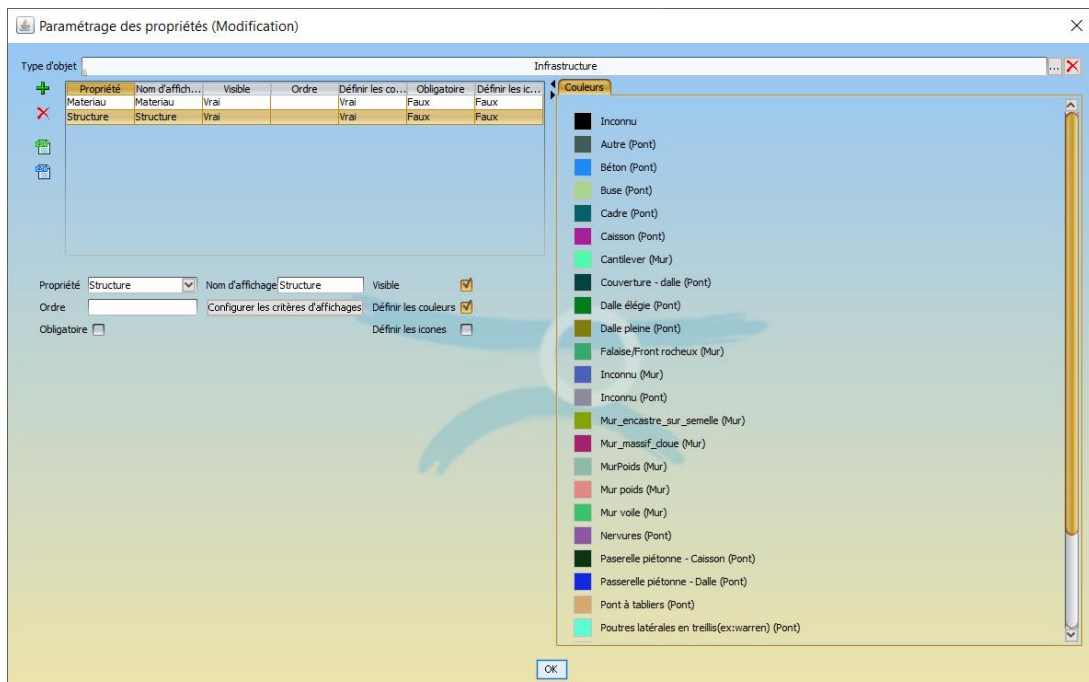 Paramétrage des propriétés (Modification)
Type d'objet Infrastructure ...
Propriété Nom d'affich... Visible Ordre Définir les co... Obligatoire Définir les ic...
Materiau Materiau Vrai Vrai Faux Faux
Structure Structure Vrai Vrai Faux Faux
Propriété Structure Nom d'affichage Structure Visible
Ordre Configurer les critères d'affichages Définir les couleurs
Obligatoire Définir les icones
Couleurs
Inconnu
Autre (Pont)
Béton (Pont)
Buse (Pont)
Cadre (Pont)
Caisson (Pont)
Cantilever (Mur)
Couverture - dalle (Pont)
Dalle élégie (Pont)
Dalle pleine (Pont)
Falaise/Front rocheux (Mur)
Inconnu (Mur)
Inconnu (Pont)
Mur_encastre_sur_semelle (Mur)
Mur_massif_cloue (Mur)
MurPoids (Mur)
Mur poids (Mur)
Mur voile (Mur)
Nervures (Pont)
Paserelle piétonne - Caisson (Pont)
Passerelle piétonne - Dalle (Pont)
Pont à tabliers (Pont)
Poutres latérales en treillis(ex:warren) (Pont)
OK